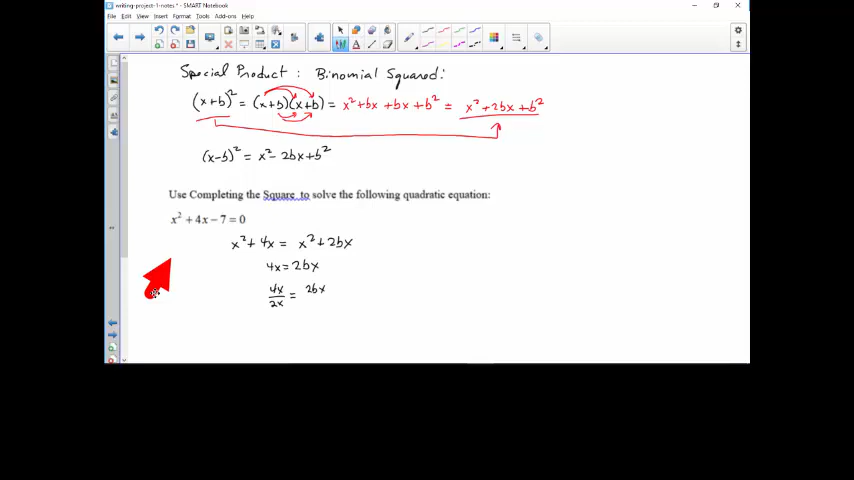 writing-project-1-notes * - SMART Notebook
File Edit View Insert Format Tools Add-ons Help
Special Product : Binomial Squared:
(x+b)² = (x+b)(x+b) = x²+bx +bx +b² = x²+2bx+b²
(x-b)² = x²- 2bx+b²
Use Completing the Square to solve the following quadratic equation:
x² + 4x − 7 = 0
x²+ 4x = x²+2bx
4x = 2bx
4x/2x = 2bx